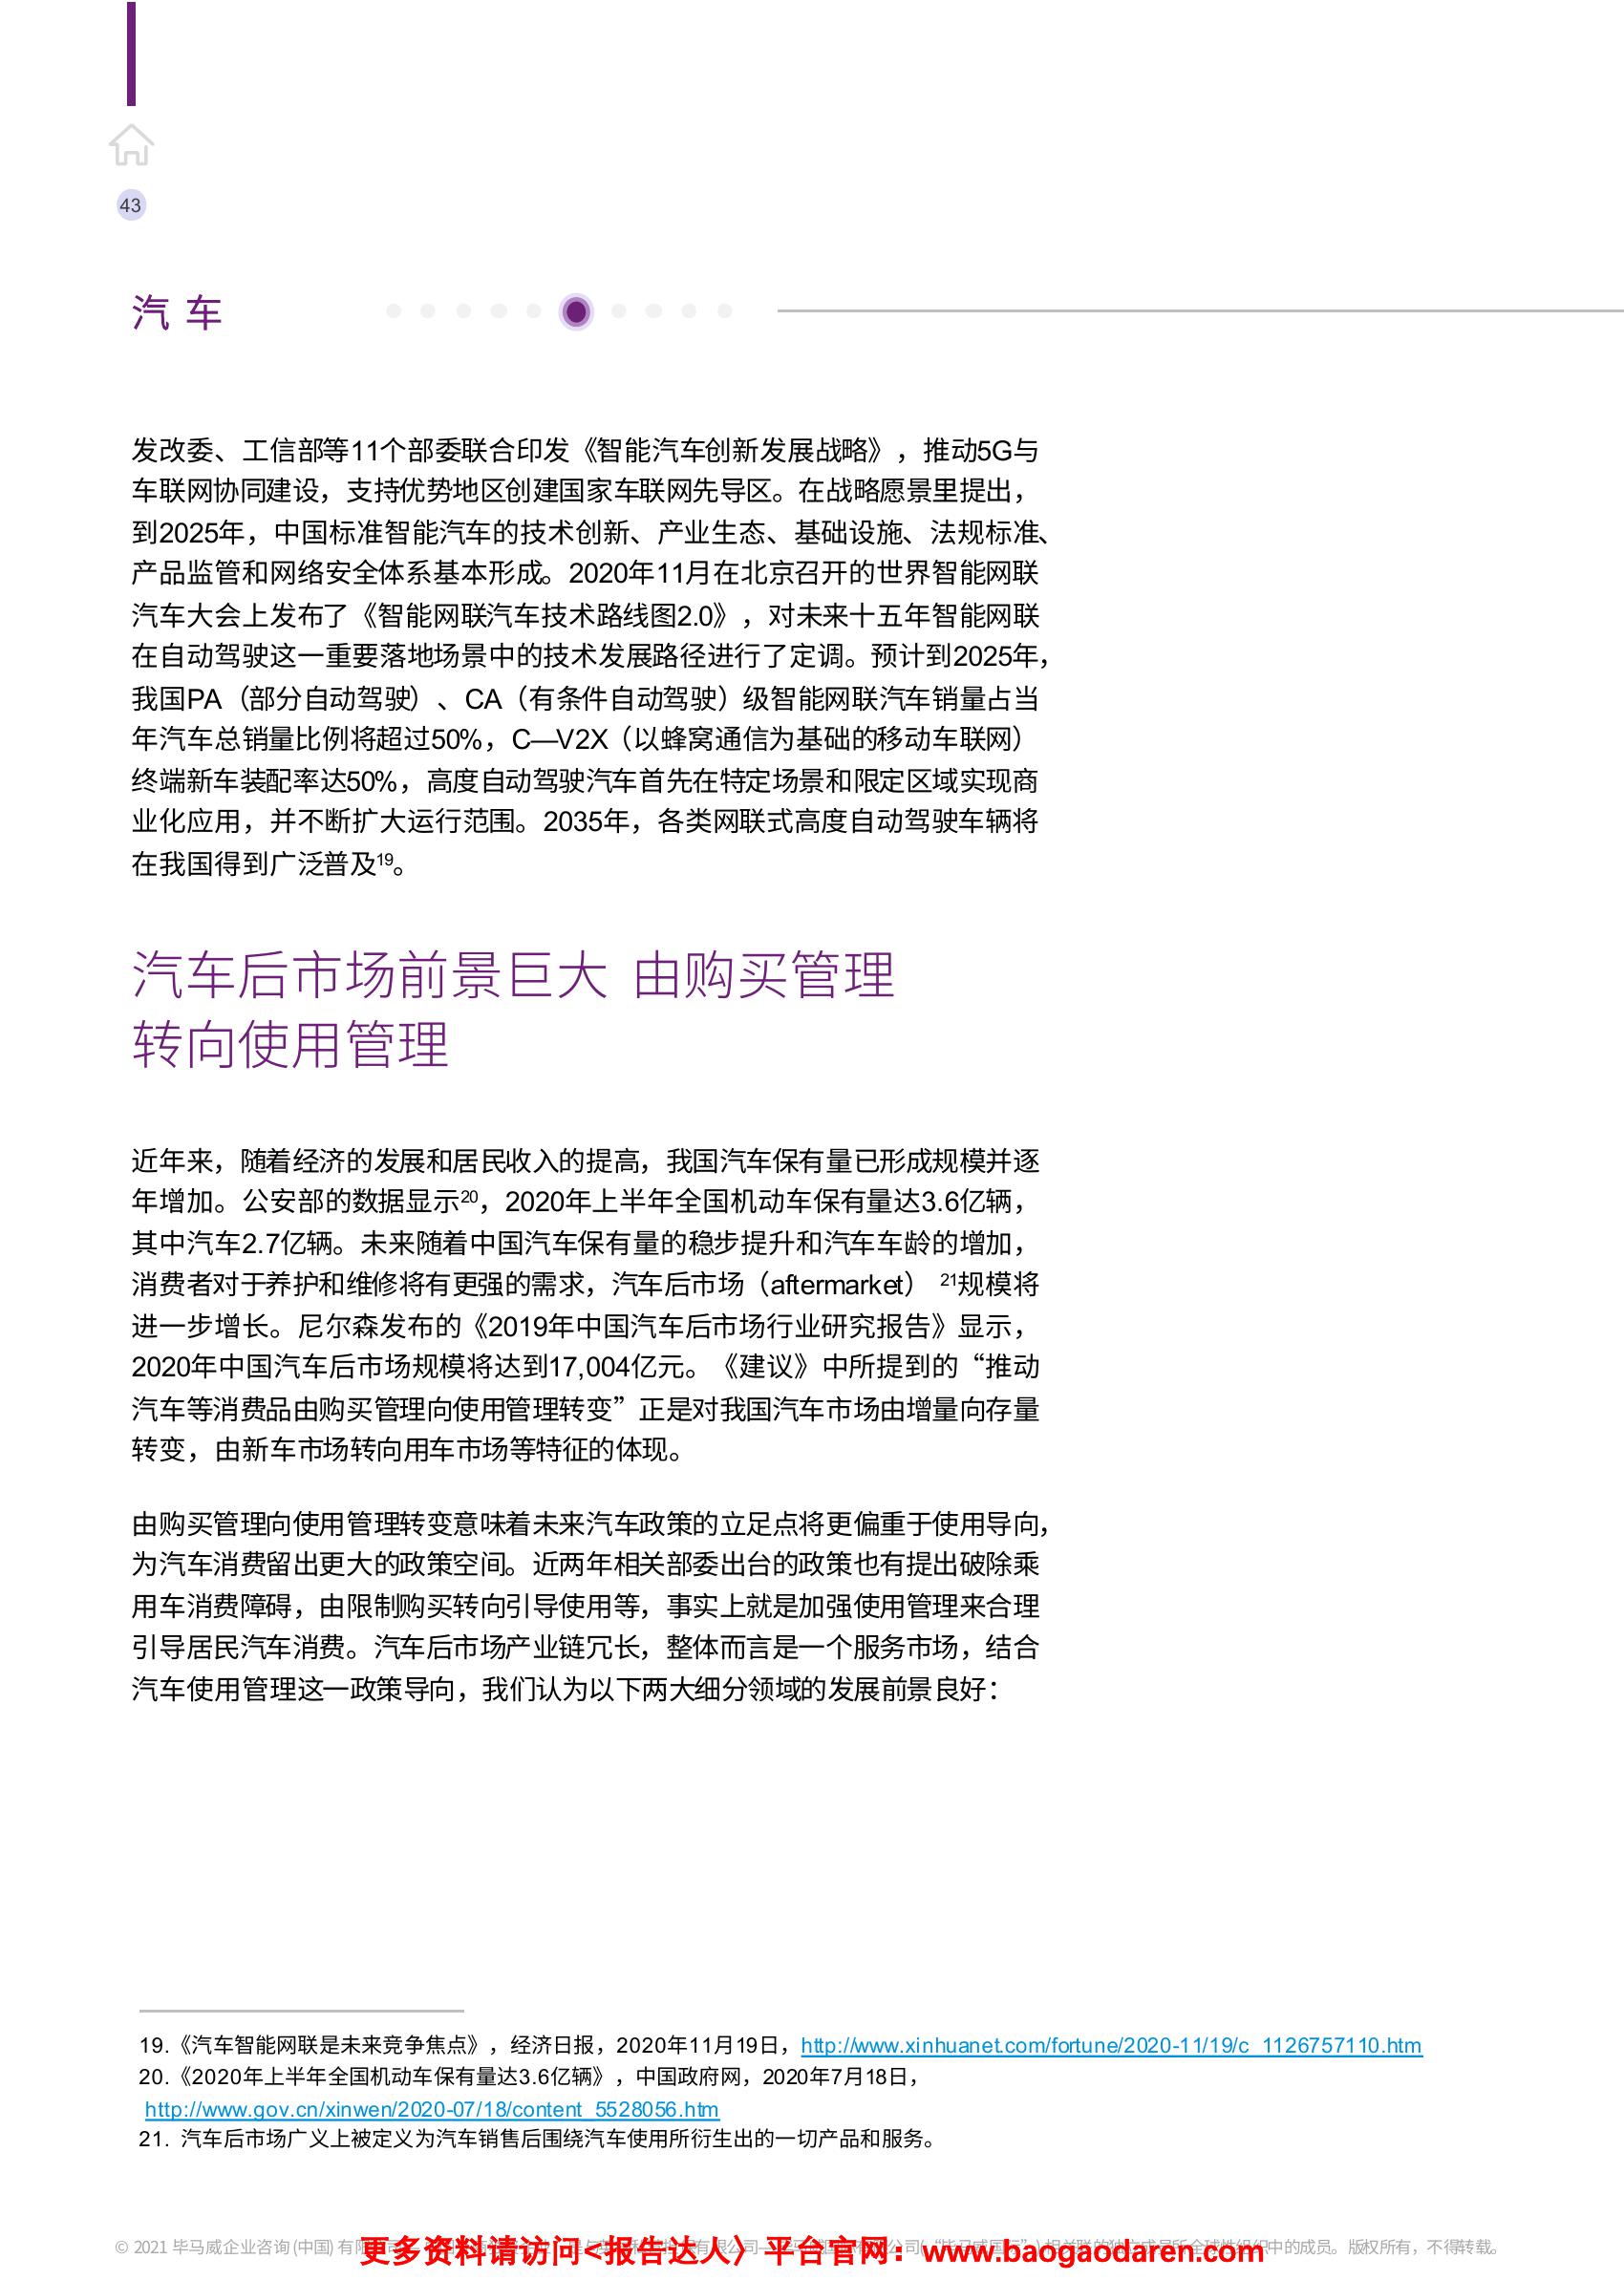 43
汽 车
发改委、工信部等11个部委联合印发《智能汽车创新发展战略》，推动5G与
车联网协同建设，支持优势地区创建国家车联网先导区。在战略愿景里提出，
到2025年，中国标准智能汽车的技术创新、产业生态、基础设施、法规标准、
产品监管和网络安全体系基本形成。2020年11月在北京召开的世界智能网联
汽车大会上发布了《智能网联汽车技术路线图2.0》，对未来十五年智能网联
在自动驾驶这一重要落地场景中的技术发展路径进行了定调。预计到2025年，
我国PA（部分自动驾驶）、CA（有条件自动驾驶）级智能网联汽车销量占当
年汽车总销量比例将超过50%，C—V2X（以蜂窝通信为基础的移动车联网）
终端新车装配率达50%，高度自动驾驶汽车首先在特定场景和限定区域实现商
业化应用，并不断扩大运行范围。2035年，各类网联式高度自动驾驶车辆将
在我国得到广泛普及19。
汽车后市场前景巨大 由购买管理
转向使用管理
近年来，随着经济的发展和居民收入的提高，我国汽车保有量已形成规模并逐
年增加。公安部的数据显示20，2020年上半年全国机动车保有量达3.6亿辆，
其中汽车2.7亿辆。未来随着中国汽车保有量的稳步提升和汽车车龄的增加，
消费者对于养护和维修将有更强的需求，汽车后市场（aftermarket） 21规模将
进一步增长。尼尔森发布的《2019年中国汽车后市场行业研究报告》显示，
2020年中国汽车后市场规模将达到17,004亿元。《建议》中所提到的“推动
汽车等消费品由购买管理向使用管理转变”正是对我国汽车市场由增量向存量
转变，由新车市场转向用车市场等特征的体现。
由购买管理向使用管理转变意味着未来汽车政策的立足点将更偏重于使用导向，
为汽车消费留出更大的政策空间。近两年相关部委出台的政策也有提出破除乘
用车消费障碍，由限制购买转向引导使用等，事实上就是加强使用管理来合理
引导居民汽车消费。汽车后市场产业链冗长，整体而言是一个服务市场，结合
汽车使用管理这一政策导向，我们认为以下两大细分领域的发展前景良好：
19.《汽车智能网联是未来竞争焦点》，经济日报，2020年11月19日，http://www.xinhuanet.com/fortune/2020-11/19/c_1126757110.htm
20.《2020年上半年全国机动车保有量达3.6亿辆》，中国政府网，2020年7月18日，
http://www.gov.cn/xinwen/2020-07/18/content_5528056.htm
21. 汽车后市场广义上被定义为汽车销售后围绕汽车使用所衍生出的一切产品和服务。
© 2021 毕马威企业咨询(中国)有限 中的成员。版权所有，不得转载。
更多资料请访问<报告达人〉平台官网：www.baogaodaren.com